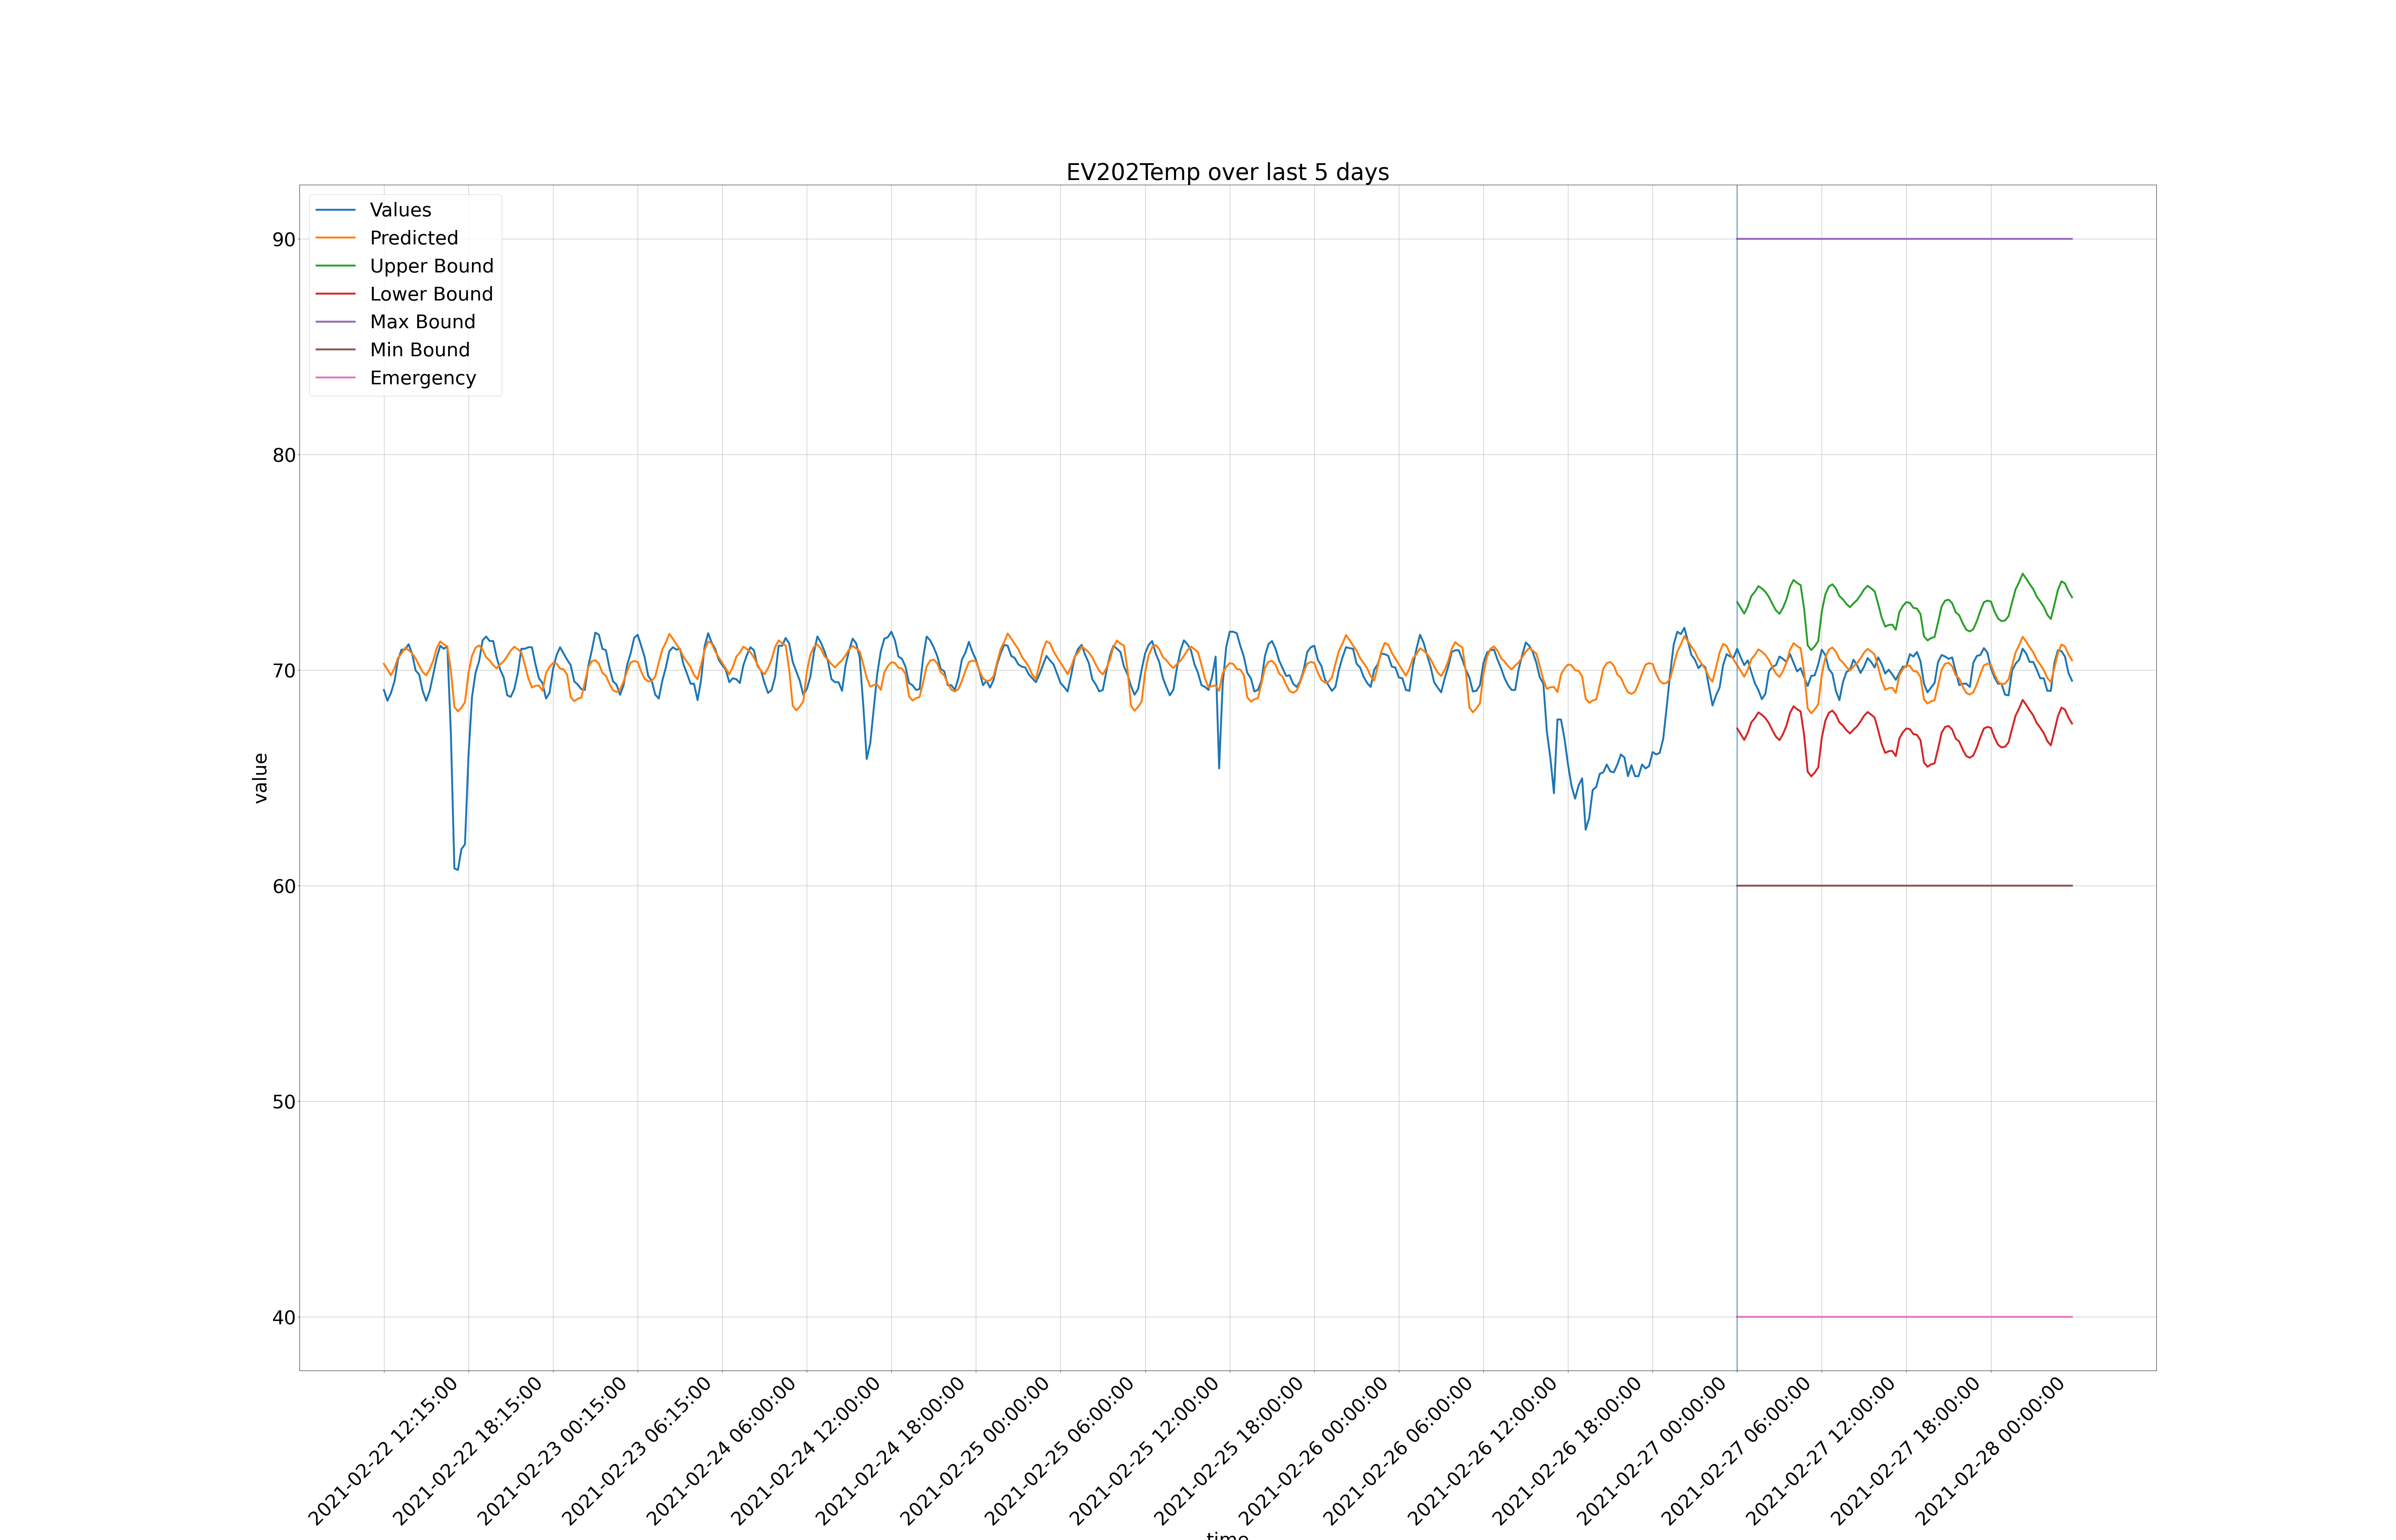 EV202Temp over last 5 days
Values
Predicted
Upper Bound
Lower Bound
Max Bound
Min Bound
Emergency
90
80
70
60
50
40
value
2021-02-22 12:15:00
2021-02-22 18:15:00
2021-02-23 00:15:00
2021-02-23 06:15:00
2021-02-24 06:00:00
2021-02-24 12:00:00
2021-02-24 18:00:00
2021-02-25 00:00:00
2021-02-25 06:00:00
2021-02-25 12:00:00
2021-02-25 18:00:00
2021-02-26 00:00:00
2021-02-26 06:00:00
2021-02-26 12:00:00
2021-02-26 18:00:00
2021-02-27 00:00:00
2021-02-27 06:00:00
2021-02-27 12:00:00
2021-02-27 18:00:00
2021-02-28 00:00:00
time